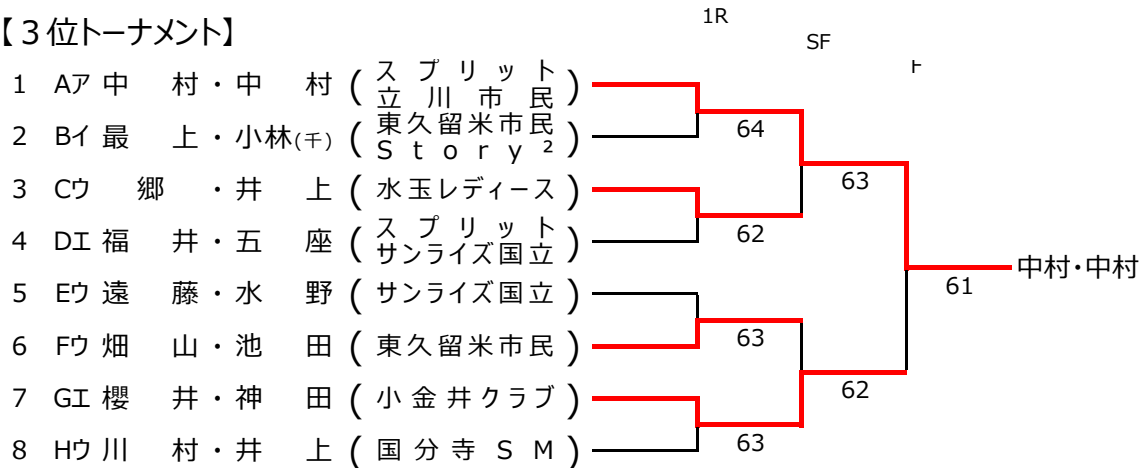 1R
SF
F
【３位トーナメント】
1 Aア 中 村・中 村 ( スプリット 立川市民 )
64
2 Bイ 最 上・小林(千) ( 東久留米市民 Story² )
63
3 Cウ 郷 ・井 上 ( 水玉レディース )
62
4 DI 福 井・五 座 ( スプリット サンライズ国立 )
中村・中村
61
5 Eウ 遠 藤・水 野 ( サンライズ国立 )
63
6 Fウ 畑 山・池 田 ( 東久留米市民 )
62
7 GI 櫻 井・神 田 ( 小金井クラブ )
63
8 Hウ 川 村・井 上 ( 国分寺ＳＭ )